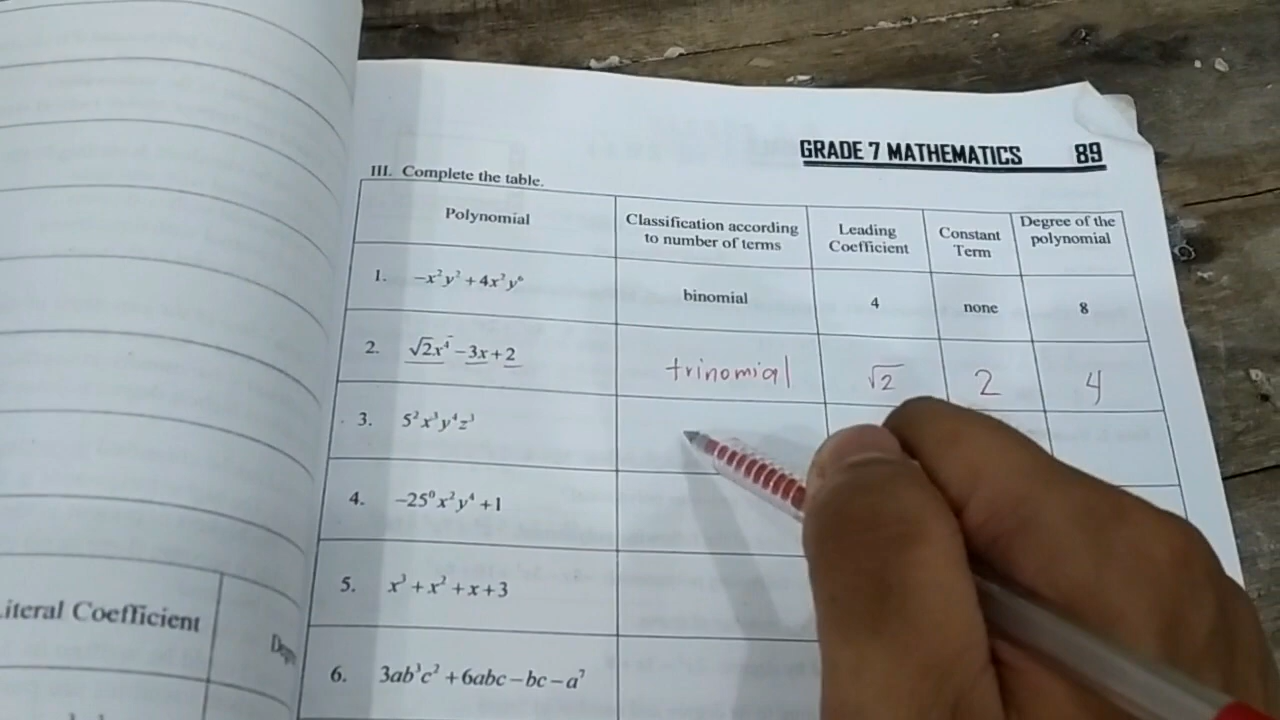 GRADE 7 MATHEMATICS 89
III. Complete the table.
Polynomial
Classification according
to number of terms
Leading
Coefficient
Constant
Term
Degree of the
polynomial
1. −x²y² + 4x²y⁶ binomial 4 none 8
2. √2x⁴ − 3x + 2 trinomial √2 2 4
3. 5²x³y⁴z³
4. −25⁰x²y⁴ + 1
5. x³ + x² + x + 3
6. 3ab³c² + 6abc − bc − a⁷
Literal Coefficient